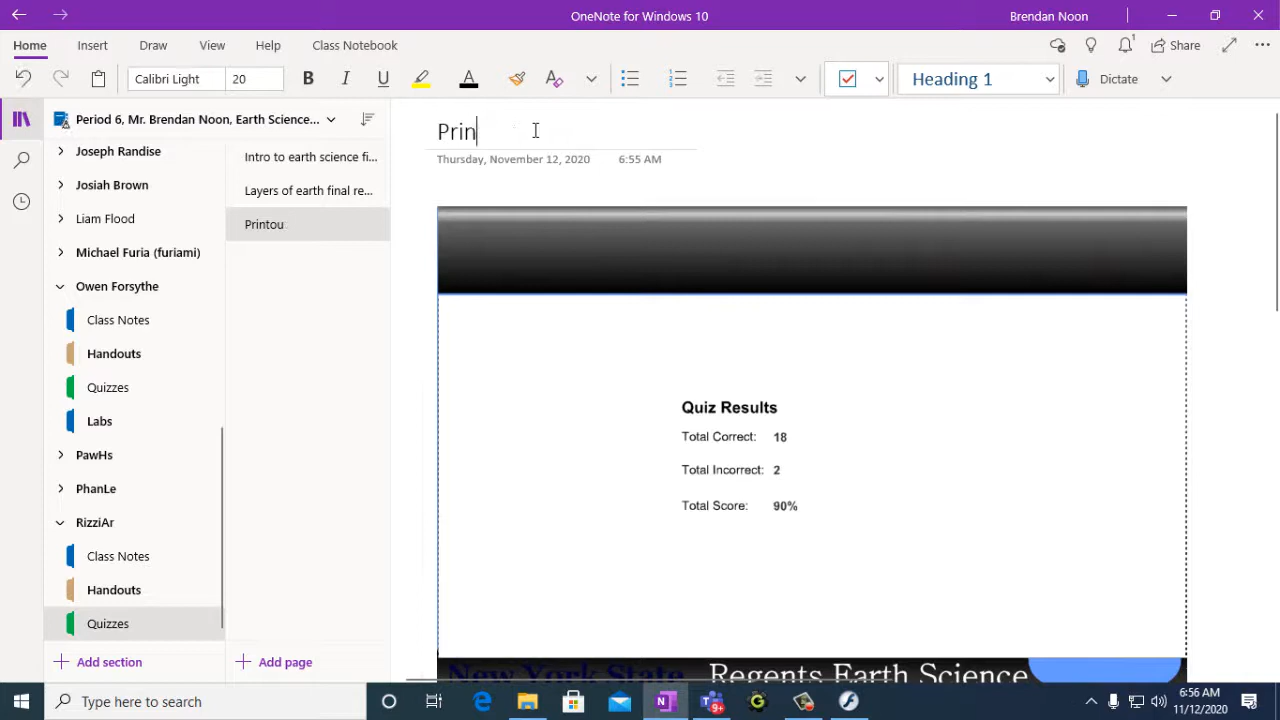 OneNote for Windows 10
Brendan Noon
Home Insert Draw View Help Class Notebook
Share
Calibri Light 20 B I U A A Heading 1 Dictate
Period 6, Mr. Brendan Noon, Earth Science...
Joseph Randise
Josiah Brown
Liam Flood
Michael Furia (furiami)
Owen Forsythe
Class Notes
Handouts
Quizzes
Labs
PawHs
PhanLe
RizziAr
Class Notes
Handouts
Quizzes
Add section
Intro to earth science fi...
Layers of earth final re...
Printou
Add page
Prin
Thursday, November 12, 2020 6:55 AM
Quiz Results
Total Correct: 18
Total Incorrect: 2
Total Score: 90%
New York State Regents Earth Science
Type here to search
9+
6:56 AM
11/12/2020